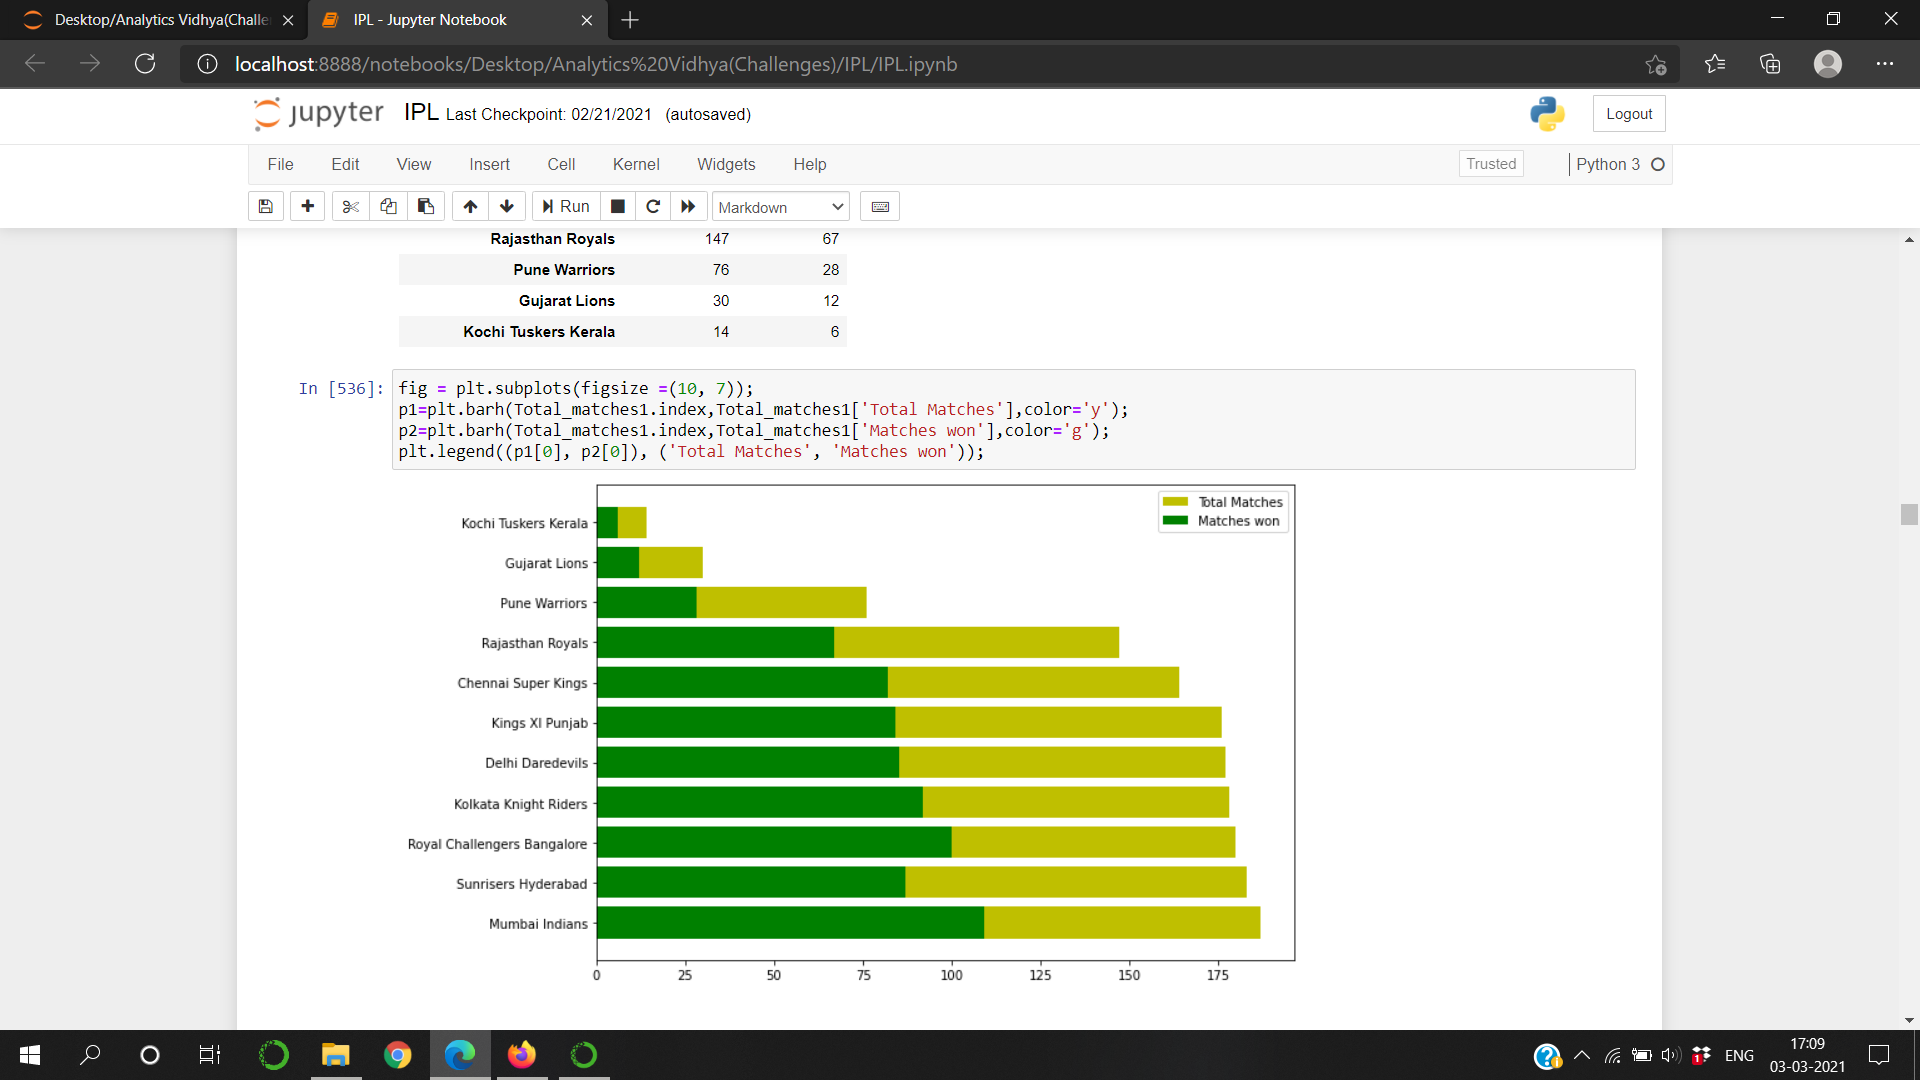 Desktop/Analytics Vidhya(Challe
IPL - Jupyter Notebook
localhost:8888/notebooks/Desktop/Analytics%20Vidhya(Challenges)/IPL/IPL.ipynb
jupyter IPL Last Checkpoint: 02/21/2021 (autosaved)
Logout
File Edit View Insert Cell Kernel Widgets Help
Trusted
Python 3
Run
Markdown
Rajasthan Royals 147 67
Pune Warriors 76 28
Gujarat Lions 30 12
Kochi Tuskers Kerala 14 6
In [536]: fig = plt.subplots(figsize =(10, 7));
p1=plt.barh(Total_matches1.index,Total_matches1['Total Matches'],color='y');
p2=plt.barh(Total_matches1.index,Total_matches1['Matches won'],color='g');
plt.legend((p1[0], p2[0]), ('Total Matches', 'Matches won'));
Total Matches
Matches won
Kochi Tuskers Kerala
Gujarat Lions
Pune Warriors
Rajasthan Royals
Chennai Super Kings
Kings XI Punjab
Delhi Daredevils
Kolkata Knight Riders
Royal Challengers Bangalore
Sunrisers Hyderabad
Mumbai Indians
0 25 50 75 100 125 150 175
1
ENG
17:09
03-03-2021